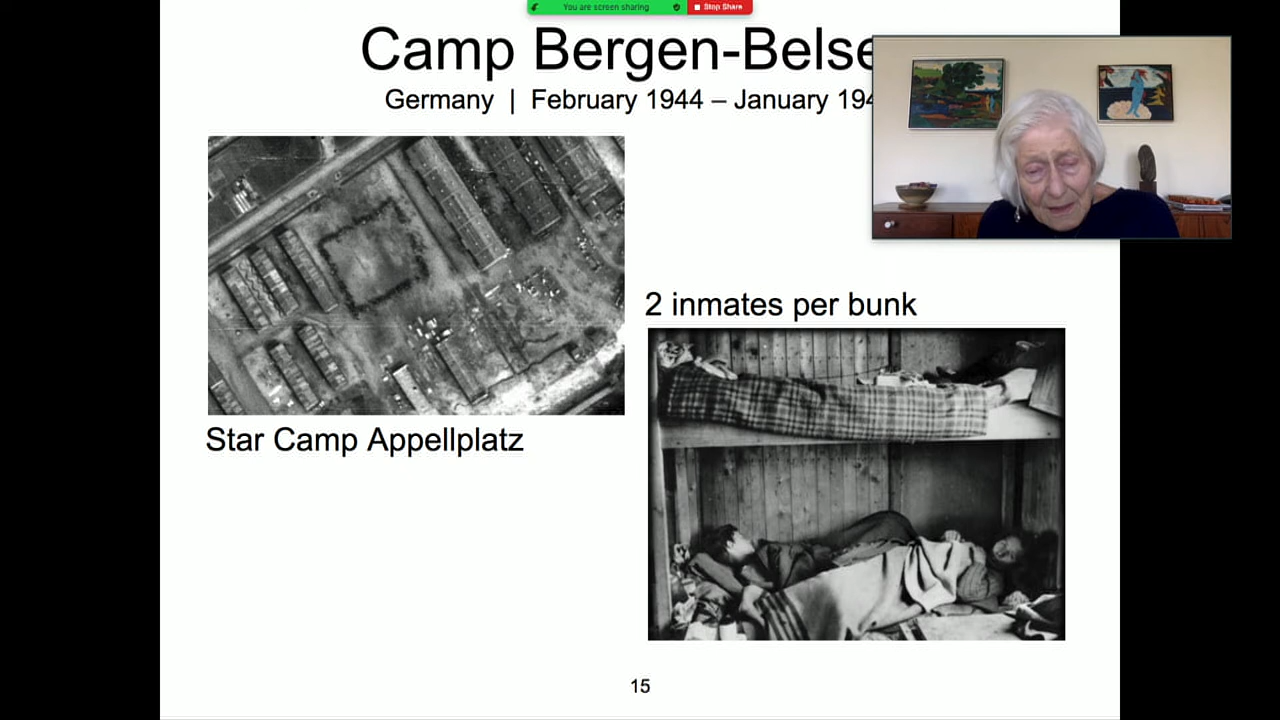 You are screen sharing
Stop Share
Camp Bergen-Belse
Germany | February 1944 – January 194
2 inmates per bunk
Star Camp Appellplatz
15